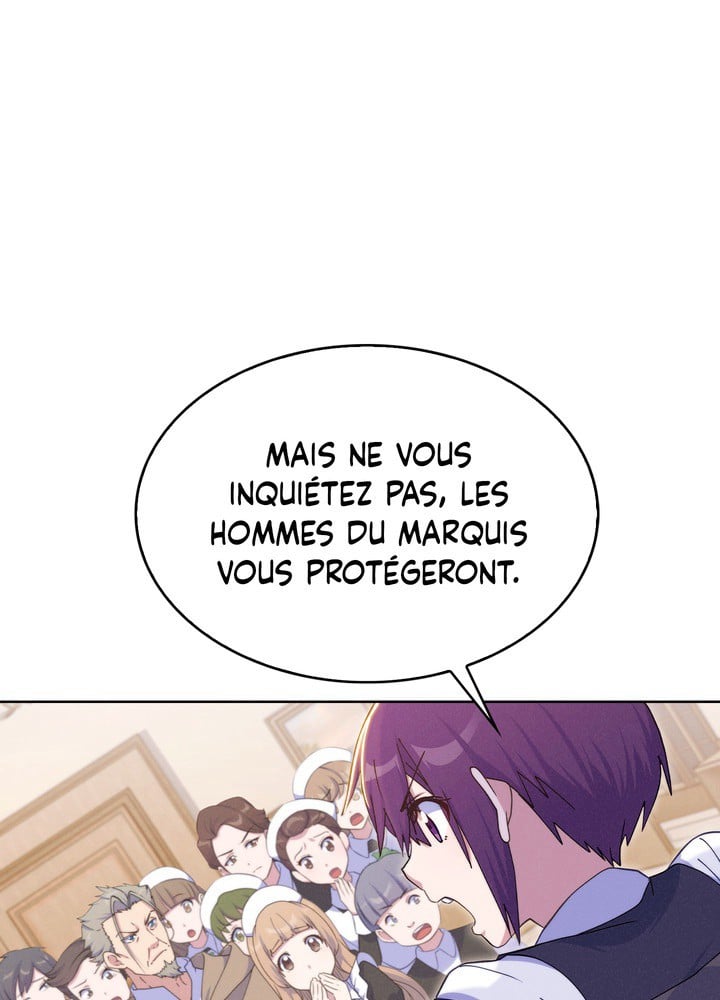 MAIS NE VOUS
INQUIÉTEZ PAS, LES
HOMMES DU MARQUIS
VOUS PROTÉGERONT.